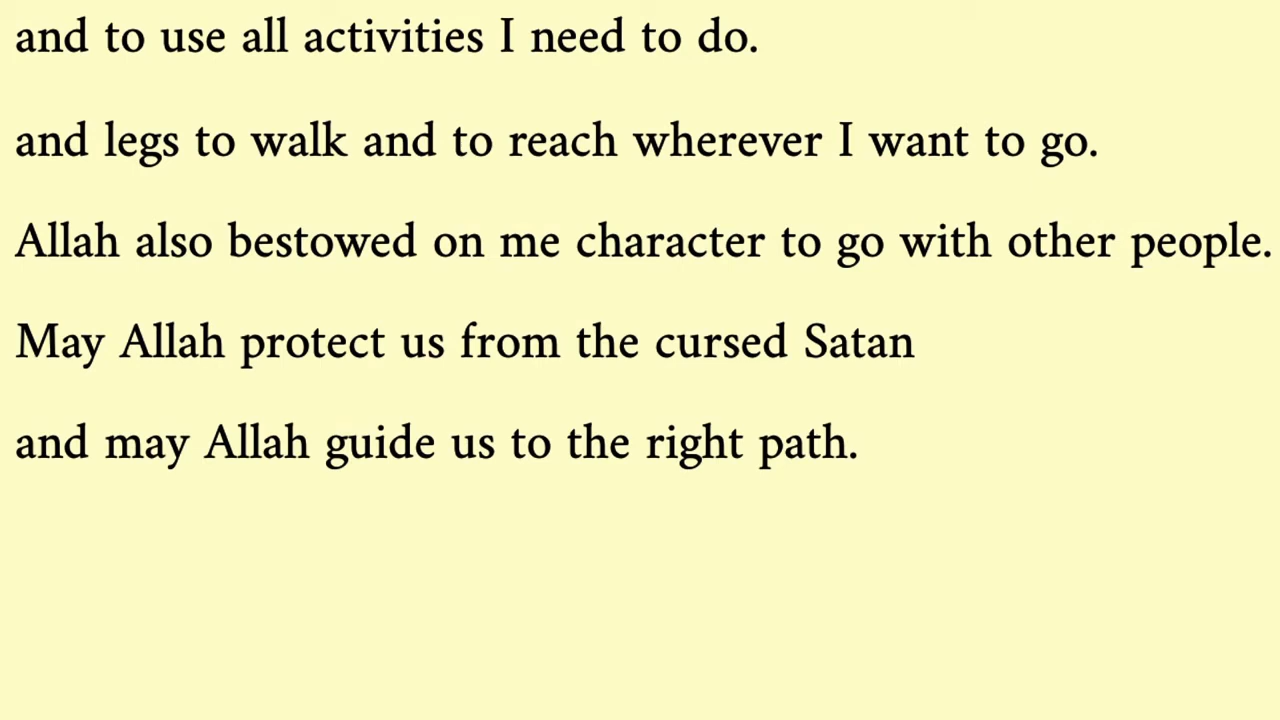 and to use all activities I need to do.
and legs to walk and to reach wherever I want to go.
Allah also bestowed on me character to go with other people.
May Allah protect us from the cursed Satan
and may Allah guide us to the right path.